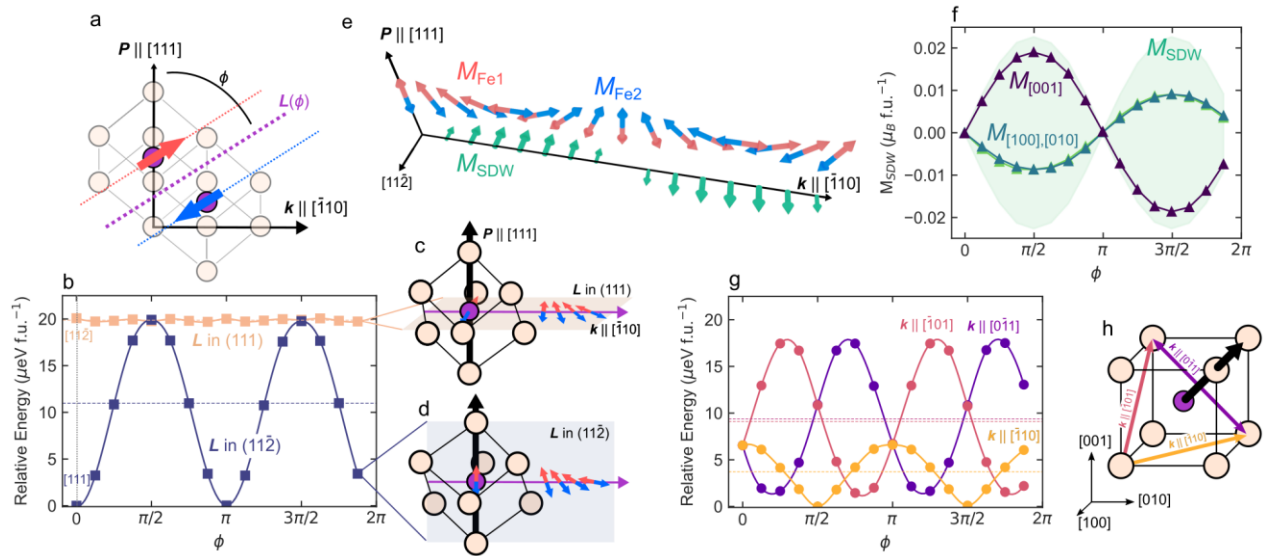 a
P || [111]
ϕ
L(ϕ)
k || [1̄10]
b
Relative Energy (μeV f.u.⁻¹)
20
15
10
5
0
[112̄]
L in (111)
L in (112̄)
[111]
0
π/2
π
3π/2
2π
ϕ
c
P || [111]
L in (111)
k || [1̄10]
d
L in (112̄)
e
P || [111]
M_Fe1
M_Fe2
M_SDW
[112̄]
k || [1̄10]
f
M_SDW (μ_B f.u.⁻¹)
0.02
0.01
0.00
−0.01
−0.02
M_SDW
M_[001]
M_[100],[010]
0
π/2
π
3π/2
2π
ϕ
g
Relative Energy (μeV f.u.⁻¹)
20
15
10
5
0
k || [1̄01]
k || [01̄1]
k || [1̄10]
0
π/2
π
3π/2
2π
ϕ
h
k || [1̄01]
k || [01̄1]
k || [1̄10]
[001]
[010]
[100]